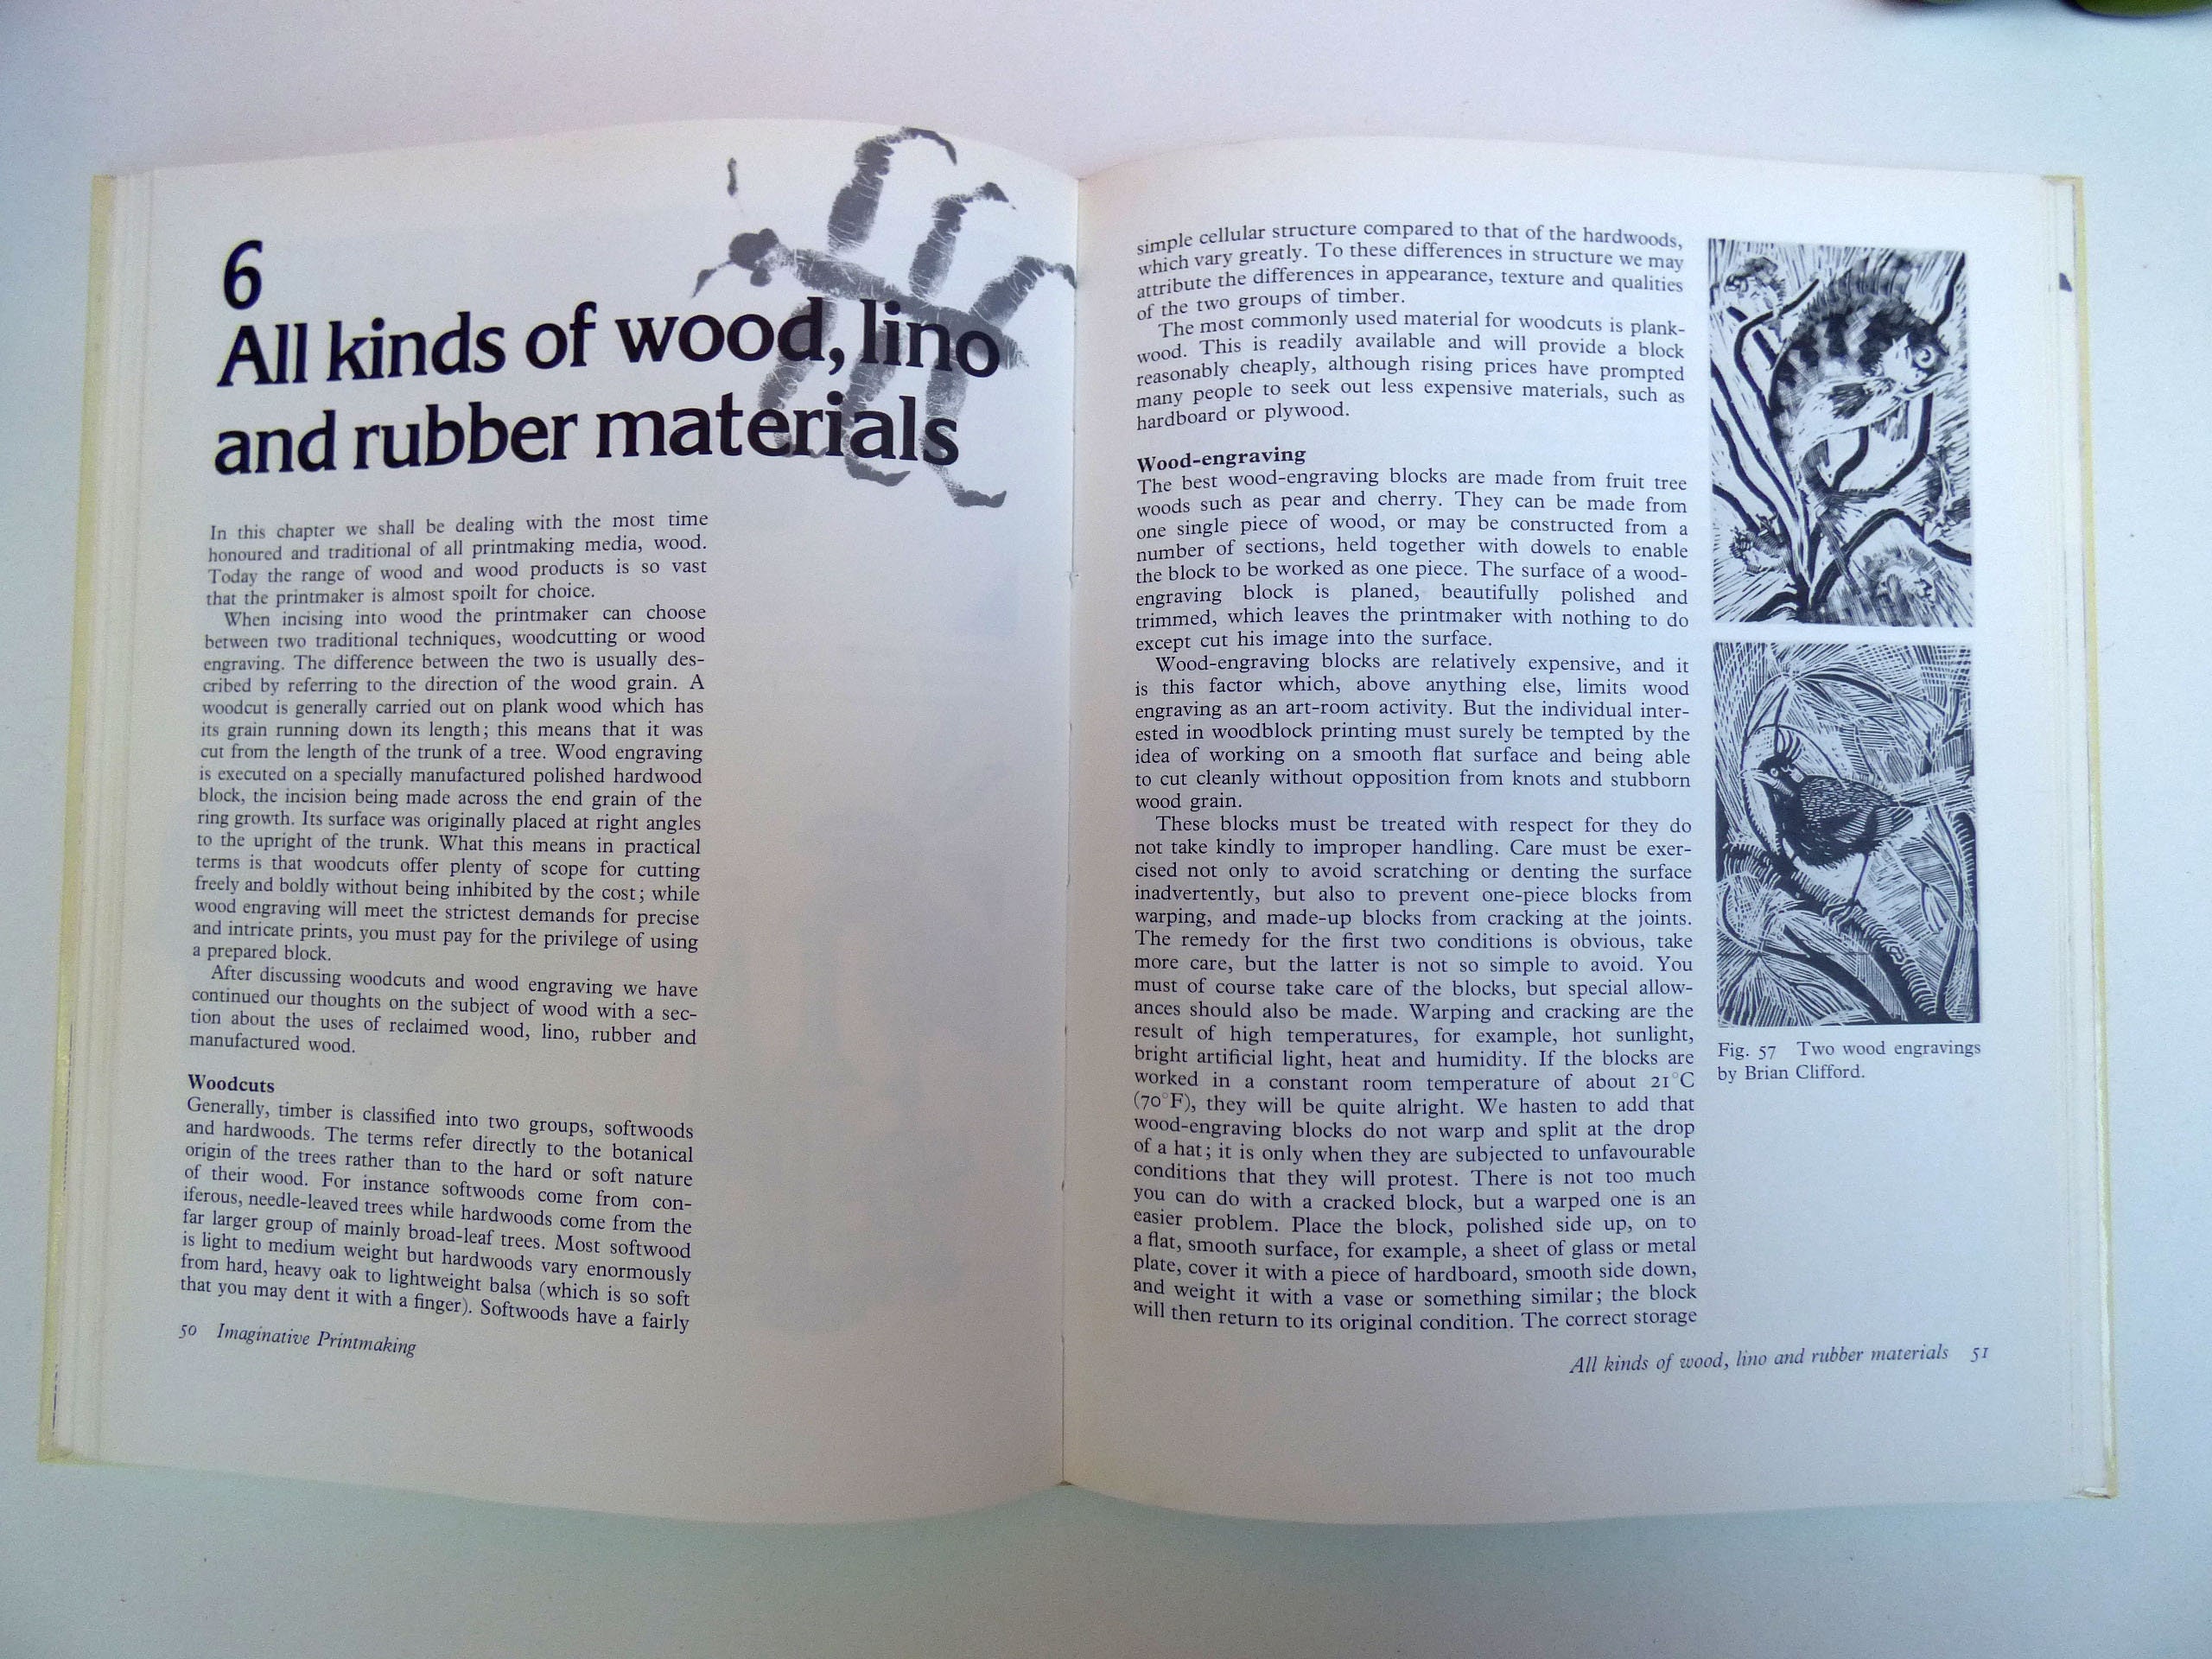 6
All kinds of wood, lino
and rubber materials
In this chapter we shall be dealing with the most time
honoured and traditional of all printmaking media, wood.
Today the range of wood and wood products is so vast
that the printmaker is almost spoilt for choice.
When incising into wood the printmaker can choose
between two traditional techniques, woodcutting or wood
engraving. The difference between the two is usually des-
cribed by referring to the direction of the wood grain. A
woodcut is generally carried out on plank wood which has
its grain running down its length; this means that it was
cut from the length of the trunk of a tree. Wood engraving
is executed on a specially manufactured polished hardwood
block, the incision being made across the end grain of the
ring growth. Its surface was originally placed at right angles
to the upright of the trunk. What this means in practical
terms is that woodcuts offer plenty of scope for cutting
freely and boldly without being inhibited by the cost; while
wood engraving will meet the strictest demands for precise
and intricate prints, you must pay for the privilege of using
a prepared block.
After discussing woodcuts and wood engraving we have
continued our thoughts on the subject of wood with a sec-
tion about the uses of reclaimed wood, lino, rubber and
manufactured wood.
Woodcuts
Generally, timber is classified into two groups, softwoods
and hardwoods. The terms refer directly to the botanical
origin of the trees rather than to the hard or soft nature
of their wood. For instance softwoods come from con-
iferous, needle-leaved trees while hardwoods come from the
far larger group of mainly broad-leaf trees. Most softwood
is light to medium weight but hardwoods vary enormously
from hard, heavy oak to lightweight balsa (which is so soft
that you may dent it with a finger). Softwoods have a fairly
50 Imaginative Printmaking
simple cellular structure compared to that of the hardwoods,
which vary greatly. To these differences in structure we may
attribute the differences in appearance, texture and qualities
of the two groups of timber.
The most commonly used material for woodcuts is plank-
wood. This is readily available and will provide a block
reasonably cheaply, although rising prices have prompted
many people to seek out less expensive materials, such as
hardboard or plywood.
Wood-engraving
The best wood-engraving blocks are made from fruit tree
woods such as pear and cherry. They can be made from
one single piece of wood, or may be constructed from a
number of sections, held together with dowels to enable
the block to be worked as one piece. The surface of a wood-
engraving block is planed, beautifully polished and
trimmed, which leaves the printmaker with nothing to do
except cut his image into the surface.
Wood-engraving blocks are relatively expensive, and it
is this factor which, above anything else, limits wood
engraving as an art-room activity. But the individual inter-
ested in woodblock printing must surely be tempted by the
idea of working on a smooth flat surface and being able
to cut cleanly without opposition from knots and stubborn
wood grain.
These blocks must be treated with respect for they do
not take kindly to improper handling. Care must be exer-
cised not only to avoid scratching or denting the surface
inadvertently, but also to prevent one-piece blocks from
warping, and made-up blocks from cracking at the joints.
The remedy for the first two conditions is obvious, take
more care, but the latter is not so simple to avoid. You
must of course take care of the blocks, but special allow-
ances should also be made. Warping and cracking are the
result of high temperatures, for example, hot sunlight,
bright artificial light, heat and humidity. If the blocks are
worked in a constant room temperature of about 21°C
(70°F), they will be quite alright. We hasten to add that
wood-engraving blocks do not warp and split at the drop
of a hat; it is only when they are subjected to unfavourable
conditions that they will protest. There is not too much
you can do with a cracked block, but a warped one is an
easier problem. Place the block, polished side up, on to
a flat, smooth surface, for example, a sheet of glass or metal
plate, cover it with a piece of hardboard, smooth side down,
and weight it with a vase or something similar; the block
will then return to its original condition. The correct storage
Fig. 57 Two wood engravings
by Brian Clifford.
All kinds of wood, lino and rubber materials 51